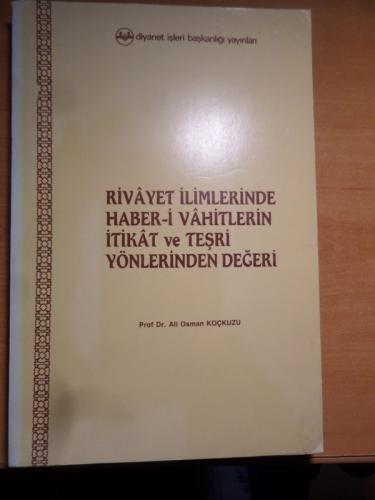 diyanet işleri başkanlığı yayınları
RİVÂYET İLİMLERİNDE
HABER-İ VÂHİTLERİN
İTİKÂT ve TEŞRİ
YÖNLERİNDEN DEĞERİ
Prof Dr. Ali Osman KOÇKUZU